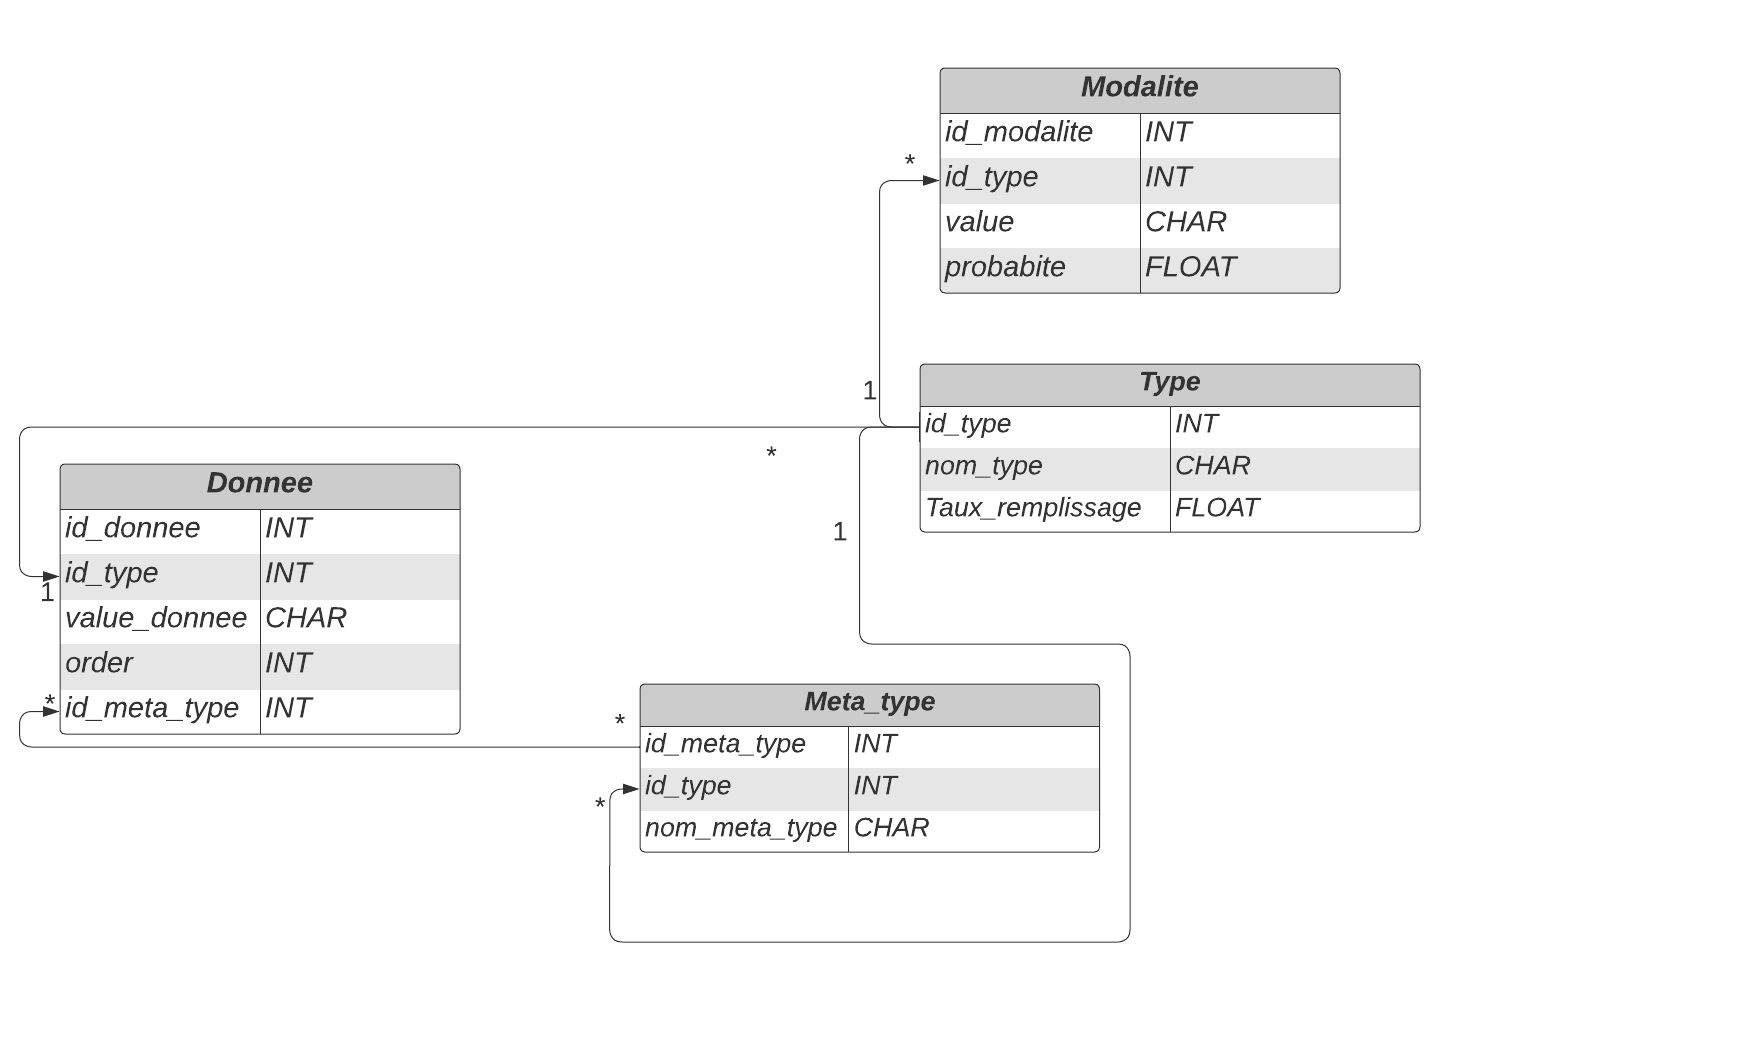 Modalite
id_modalite INT
*
id_type INT
value CHAR
probabite FLOAT
1
Type
id_type INT
nom_type CHAR
Taux_remplissage FLOAT
*
1
Donnee
id_donnee INT
id_type INT
1
value_donnee CHAR
order INT
*
id_meta_type INT
*
Meta_type
id_meta_type INT
id_type INT
*
nom_meta_type CHAR